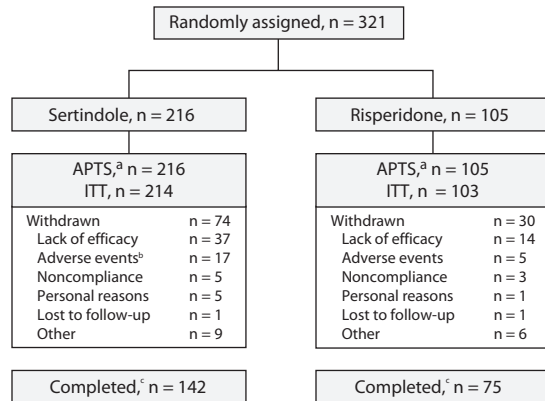 Randomly assigned, n = 321
Sertindole, n = 216
APTS,ᵃ n = 216
ITT, n = 214
Withdrawn n = 74
Lack of efficacy n = 37
Adverse eventsᵇ n = 17
Noncompliance n = 5
Personal reasons n = 5
Lost to follow-up n = 1
Other n = 9
Completed,ᶜ n = 142
Risperidone, n = 105
APTS,ᵃ n = 105
ITT, n = 103
Withdrawn n = 30
Lack of efficacy n = 14
Adverse events n = 5
Noncompliance n = 3
Personal reasons n = 1
Lost to follow-up n = 1
Other n = 6
Completed,ᶜ n = 75